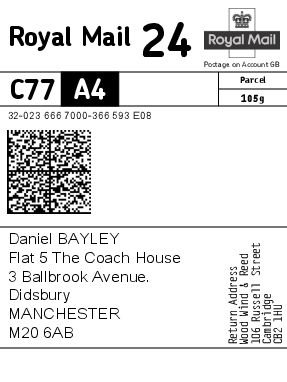 Royal Mail 24
Royal Mail
Postage on Account GB
C77 A4
Parcel
105g
32-023 666 7000-366 593 E08
Daniel BAYLEY
Flat 5 The Coach House
3 Ballbrook Avenue.
Didsbury
MANCHESTER
M20 6AB
Return Address
Wood Wind & Reed
106 Russell Street
Cambridge
CB2 1HU